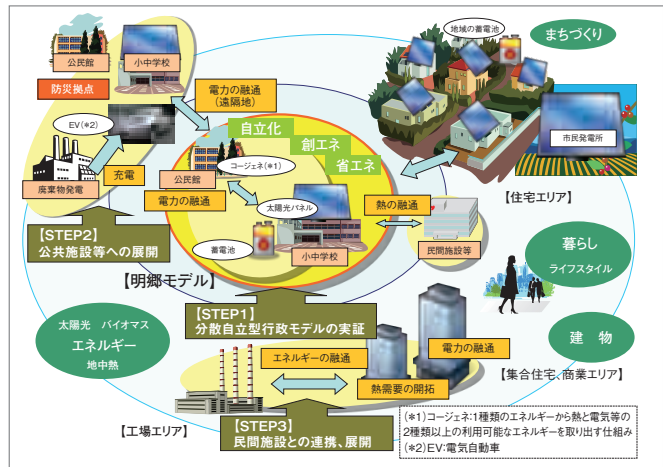 公民館
小中学校
防災拠点
EV(*2)
充電
廃棄物発電
電力の融通
(遠隔地)
自立化
創エネ
省エネ
コージェネ(*1)
公民館
電力の融通
太陽光パネル
蓄電池
小中学校
熱の融通
民間施設等
地域の蓄電池
まちづくり
市民発電所
【住宅エリア】
【STEP2】
公共施設等への展開
【明郷モデル】
【STEP1】
分散自立型行政モデルの実証
暮らし
ライフスタイル
太陽光 バイオマス
エネルギー
地中熱
エネルギーの融通
電力の融通
熱需要の開拓
建 物
【集合住宅、商業エリア】
【工場エリア】
【STEP3】
民間施設との連携、展開
(*1)コージェネ:1種類のエネルギーから熱と電気等の
2種類以上の利用可能なエネルギーを取り出す仕組み
(*2)EV:電気自動車